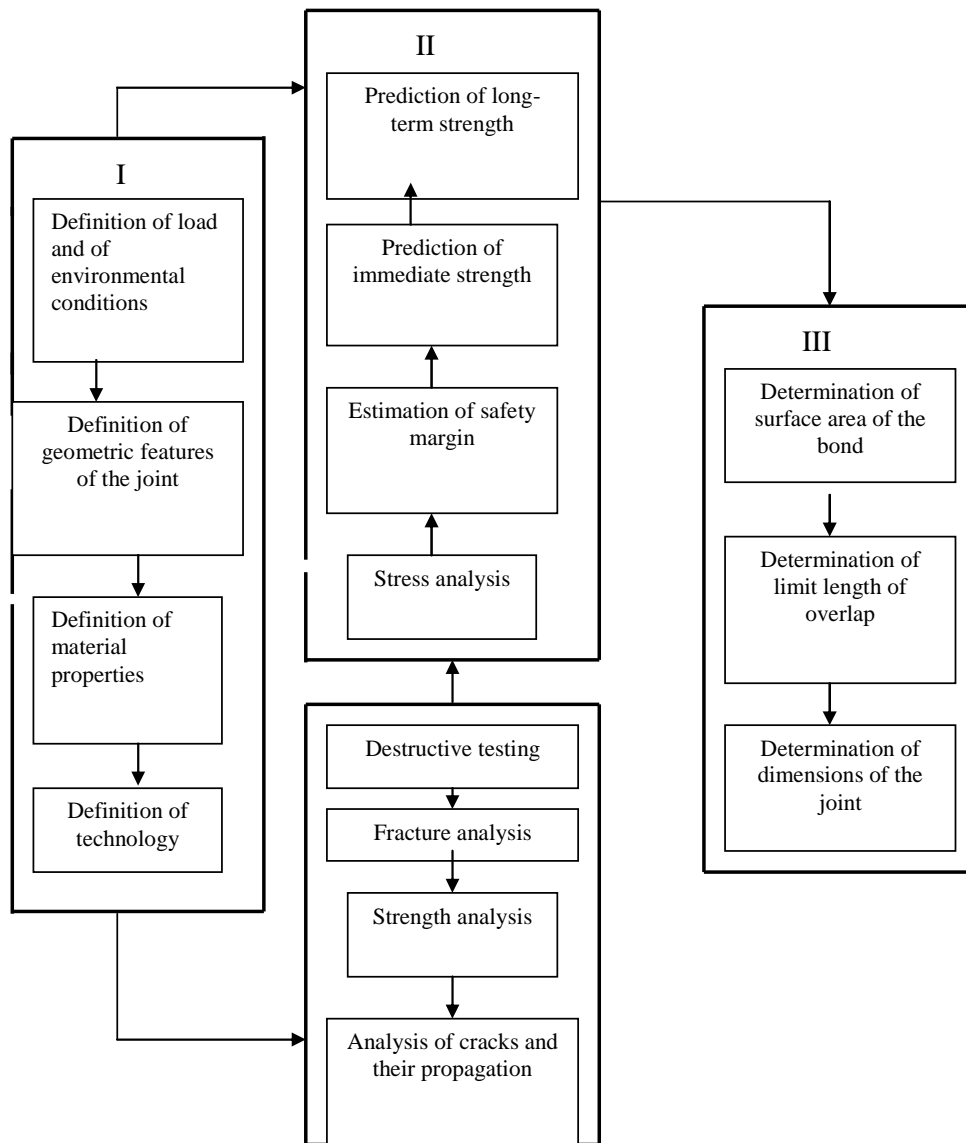 I
Definition of load
and of
environmental
conditions
Definition of
geometric features
of the joint
Definition of
material
properties
Definition of
technology
II
Prediction of long-
term strength
Prediction of
immediate strength
Estimation of safety
margin
Stress analysis
Destructive testing
Fracture analysis
Strength analysis
Analysis of cracks and
their propagation
III
Determination of
surface area of the
bond
Determination of
limit length of
overlap
Determination of
dimensions of the
joint